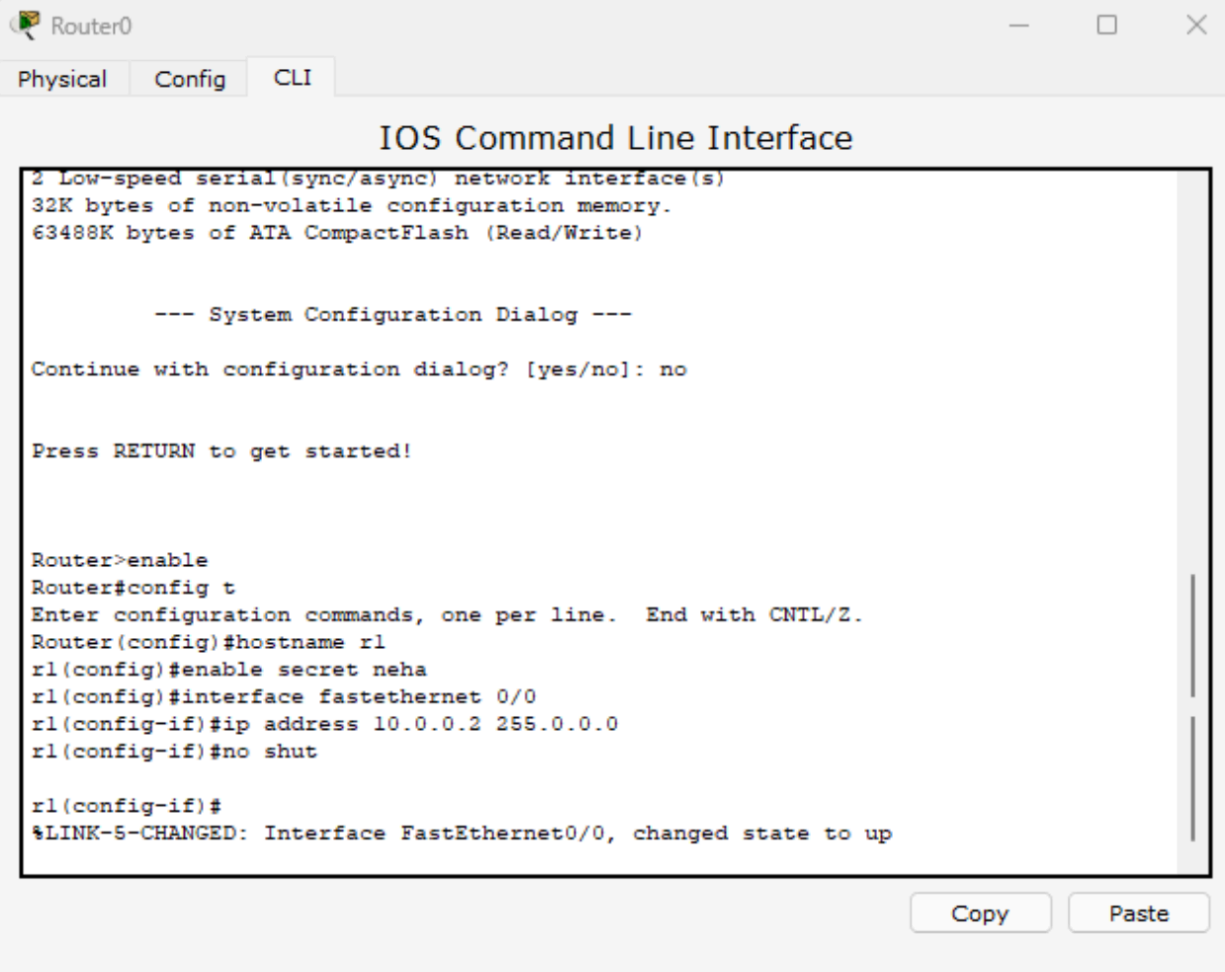 Router0
Physical Config CLI
IOS Command Line Interface
2 Low-speed serial(sync/async) network interface(s)
32K bytes of non-volatile configuration memory.
63488K bytes of ATA CompactFlash (Read/Write)
--- System Configuration Dialog ---
Continue with configuration dialog? [yes/no]: no
Press RETURN to get started!
Router>enable
Router#config t
Enter configuration commands, one per line.  End with CNTL/Z.
Router(config)#hostname r1
r1(config)#enable secret neha
r1(config)#interface fastethernet 0/0
r1(config-if)#ip address 10.0.0.2 255.0.0.0
r1(config-if)#no shut
r1(config-if)#
%LINK-5-CHANGED: Interface FastEthernet0/0, changed state to up
Copy Paste